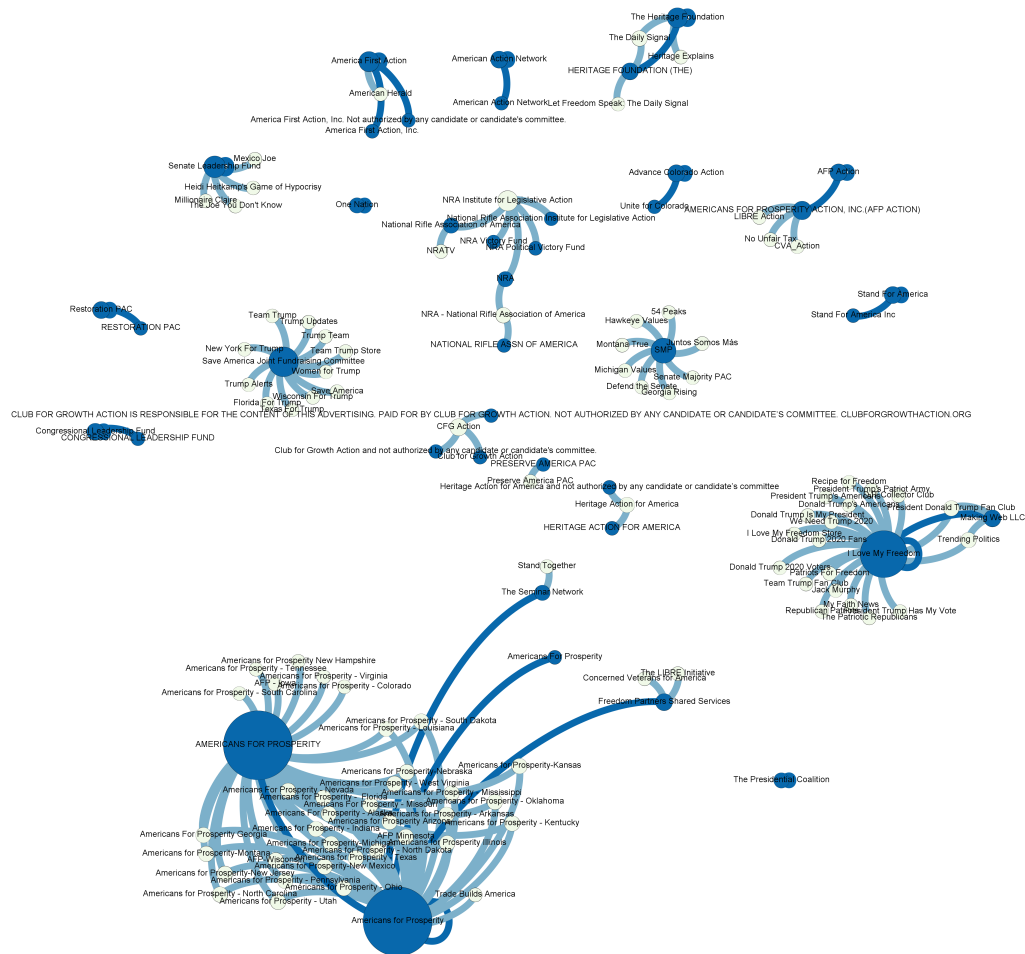 The Heritage Foundation
The Daily Signal
Heritage Explains
HERITAGE FOUNDATION (THE)
Let Freedom Speak: The Daily Signal
America First Action
American Herald
America First Action, Inc. Not authorized by any candidate or candidate's committee.
America First Action, Inc.
American Action Network
American Action Network
Mexico Joe
Senate Leadership Fund
Heidi Heitkamp's Game of Hypocrisy
Millionaire Claire
The Joe You Don't Know
One Nation
NRA Institute for Legislative Action
National Rifle Association Institute for Legislative Action
National Rifle Association of America
NRA Victory Fund
NRA Political Victory Fund
NRATV
NRA
NRA - National Rifle Association of America
NATIONAL RIFLE ASSN OF AMERICA
Advance Colorado Action
Unite for Colorado
AFP Action
AMERICANS FOR PROSPERITY ACTION, INC.(AFP ACTION)
LIBRE Action
No Unfair Tax
CVA_Action
Stand For America
Stand For America Inc
Restoration PAC
RESTORATION PAC
Team Trump
Trump Updates
Trump Team
New York For Trump
Team Trump Store
Save America Joint Fundraising Committee
Women for Trump
Trump Alerts
Save America
Wisconsin For Trump
Florida For Trump
Texas For Trump
54 Peaks
Hawkeye Values
Montana True
Juntos Somos Más
SMP
Michigan Values
Senate Majority PAC
Defend the Senate
Georgia Rising
CLUB FOR GROWTH ACTION IS RESPONSIBLE FOR THE CONTENT OF THIS ADVERTISING. PAID FOR BY CLUB FOR GROWTH ACTION. NOT AUTHORIZED BY ANY CANDIDATE OR CANDIDATE'S COMMITTEE. CLUBFORGROWTHACTION.ORG
CFG Action
Club for Growth Action and not authorized by any candidate or candidate's committee.
Club for Growth Action
Congressional Leadership Fund
CONGRESSIONAL LEADERSHIP FUND
PRESERVE AMERICA PAC
Preserve America PAC
Heritage Action for America and not authorized by any candidate or candidate's committee
Heritage Action for America
HERITAGE ACTION FOR AMERICA
Recipe for Freedom
President Trump's Patriot Army
President Trump's Americans
Collector Club
Donald Trump's Americans
President Donald Trump Fan Club
Donald Trump Is My President
We Need Trump 2020
Making Web LLC
I Love My Freedom Store
Donald Trump 2020 Fans
Trending Politics
I Love My Freedom
Donald Trump 2020 Voters
Patriots For Freedom
Team Trump Fan Club
Jack Murphy
My Faith News
Republican Patriots
President Trump Has My Vote
The Patriotic Republicans
Stand Together
The Seminar Network
Americans For Prosperity
The LIBRE Initiative
Concerned Veterans for America
Freedom Partners Shared Services
Americans for Prosperity New Hampshire
Americans for Prosperity - Tennessee
Americans for Prosperity - Virginia
AFP - Iowa
Americans for Prosperity - Colorado
Americans for Prosperity - South Carolina
Americans for Prosperity - South Dakota
Americans for Prosperity - Louisiana
AMERICANS FOR PROSPERITY
Americans for Prosperity-Nebraska
Americans for Prosperity-Kansas
Americans for Prosperity - West Virginia
Americans For Prosperity - Nevada
Americans for Prosperity - Mississippi
Americans for Prosperity - Florida
Americans for Prosperity - Oklahoma
Americans for Prosperity - Missouri
Americans For Prosperity - Alaska
Americans for Prosperity - Arkansas
Americans for Prosperity Arizona
Americans for Prosperity - Kentucky
Americans for Prosperity - Indiana
Americans For Prosperity Georgia
AFP Minnesota
Americans for Prosperity-Michigan
Americans for Prosperity Illinois
Americans for Prosperity - North Dakota
Americans for Prosperity-Montana
Americans for Prosperity - Texas
AFP Wisconsin
Americans for Prosperity-New Mexico
Americans for Prosperity-New Jersey
Americans for Prosperity - Pennsylvania
Americans for Prosperity - Ohio
Americans for Prosperity - North Carolina
Americans for Prosperity - Utah
Trade Builds America
Americans for Prosperity
The Presidential Coalition